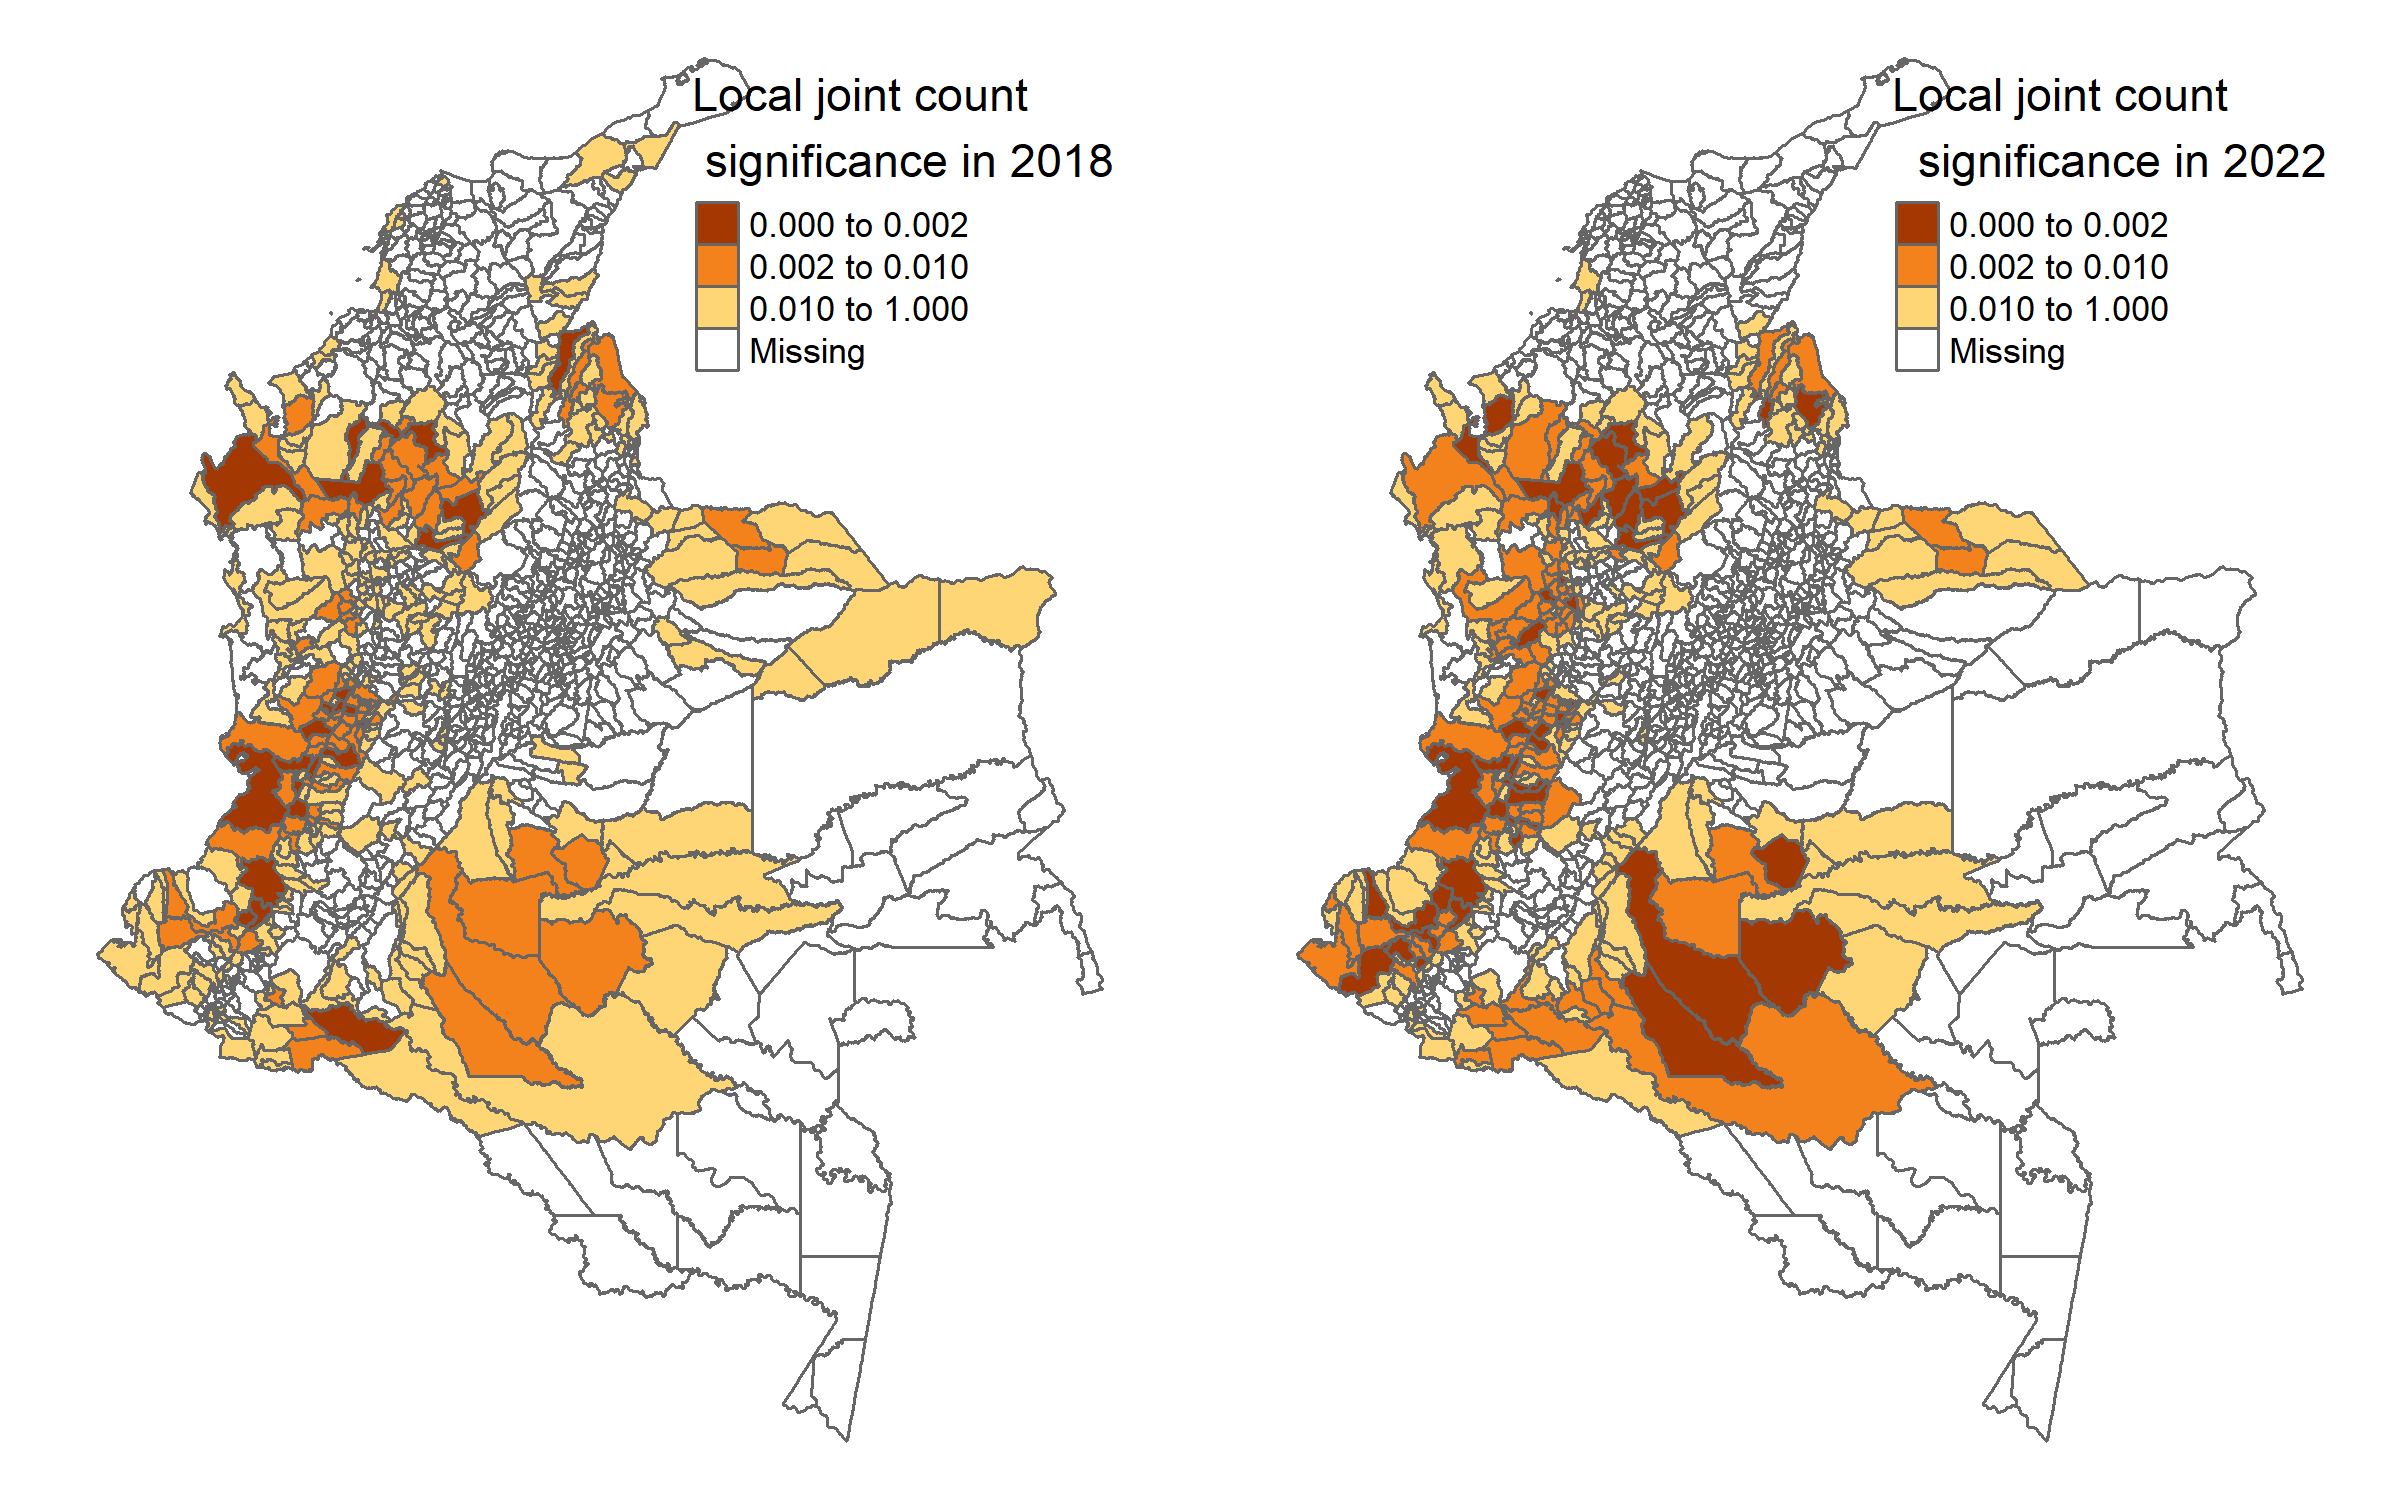 Local joint count
significance in 2018
0.000 to 0.002
0.002 to 0.010
0.010 to 1.000
Missing
Local joint count
significance in 2022
0.000 to 0.002
0.002 to 0.010
0.010 to 1.000
Missing